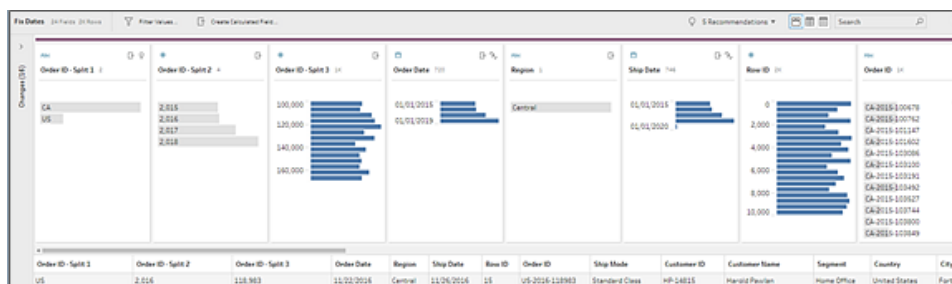 Fix Dates 24 Fields 2K Rows Filter Values... Create Calculated Field... 5 Recommendations Search
Changes (14)
Abc Abc Abc
Order ID - Split 1 2 Order ID - Split 2 4 Order ID - Split 3 1K Order Date Region 1 Ship Date Row ID 2K Order ID 1K
CA
US
2,015
2,016
2,017
2,018
100,000
120,000
140,000
160,000
01/01/2015
01/01/2019
Central
01/01/2015
01/01/2020
0
2,000
4,000
6,000
8,000
10,000
CA-2015-100678
CA-2015-100762
CA-2015-101147
CA-2015-101602
CA-2015-103086
CA-2015-103100
CA-2015-103191
CA-2015-103492
CA-2015-103527
CA-2015-103744
CA-2015-103800
CA-2015-103849
Order ID - Split 1 Order ID - Split 2 Order ID - Split 3 Order Date Region Ship Date Row ID Order ID Ship Mode Customer ID Customer Name Segment Country
US 2,016 118,983 11/22/2016 Central 11/26/2016 15 US-2016-118983 Standard Class HP-14815 Harold Pawlan Home Office United States